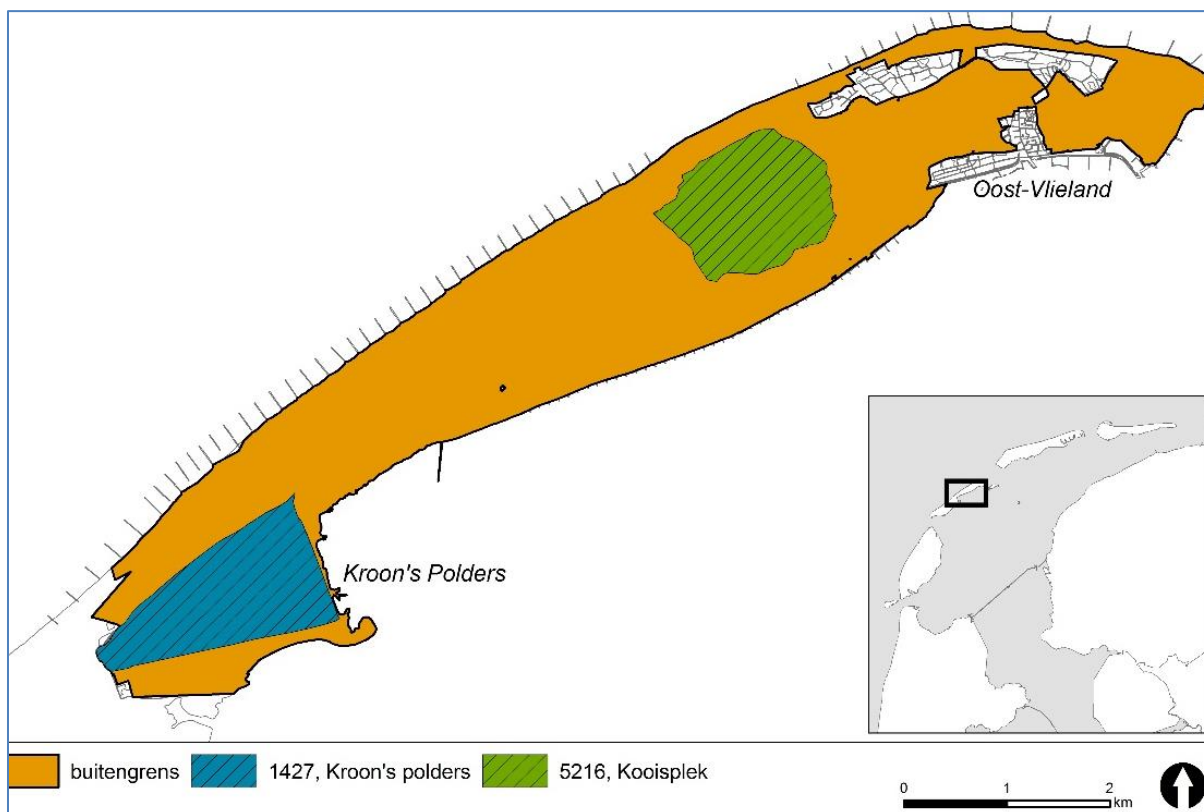 Oost-Vlieland
Kroon's Polders
buitengrens
1427, Kroon's polders
5216, Kooisplek
0 1 2
km